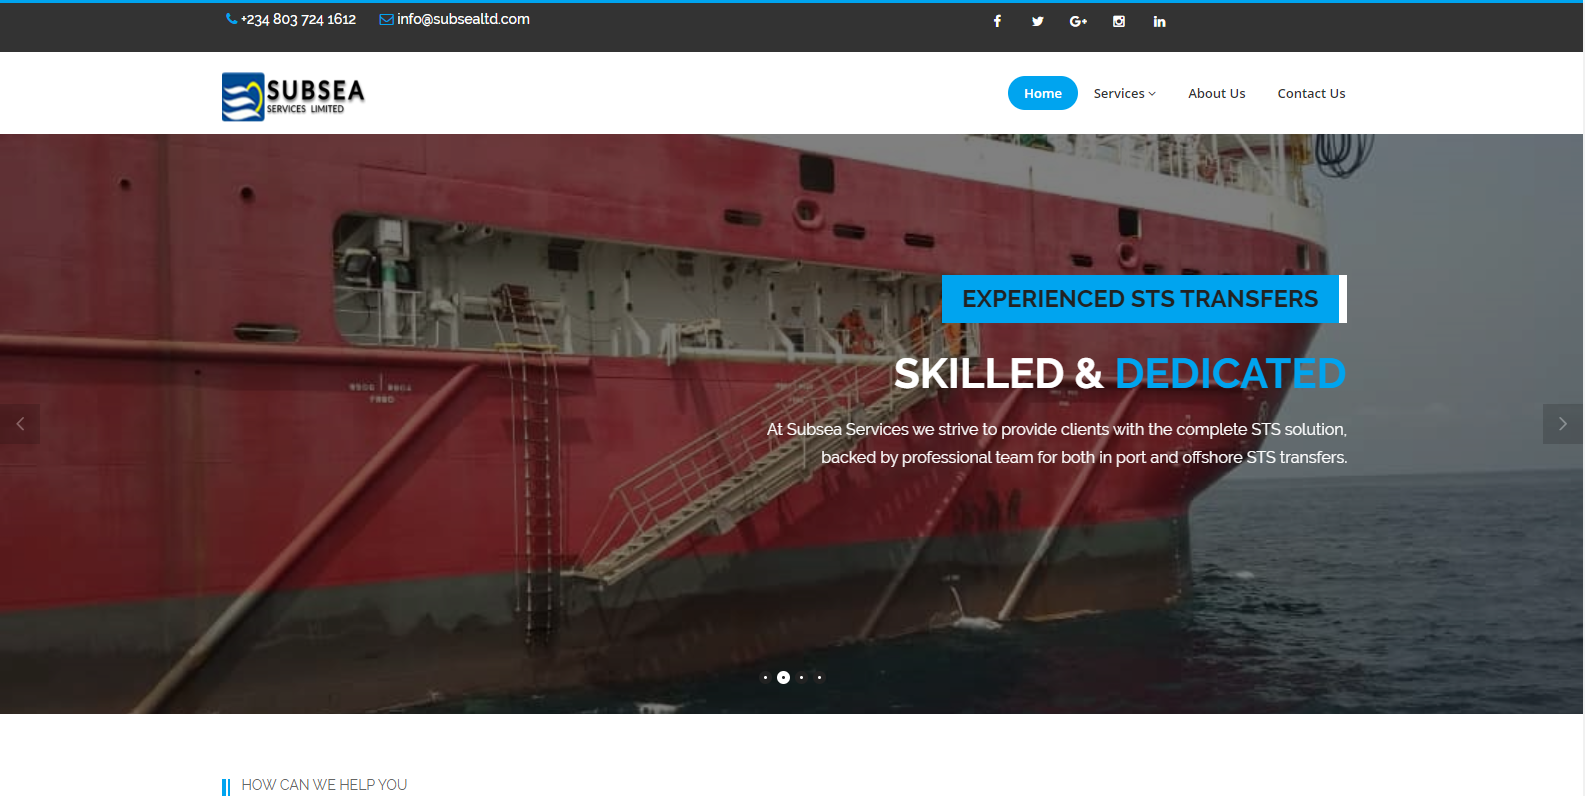 +234 803 724 1612 info@subsealtd.com
SUBSEA
SERVICES LIMITED
Home Services About Us Contact Us
EXPERIENCED STS TRANSFERS
SKILLED & DEDICATED
At Subsea Services we strive to provide clients with the complete STS solution,
backed by professional team for both in port and offshore STS transfers.
HOW CAN WE HELP YOU